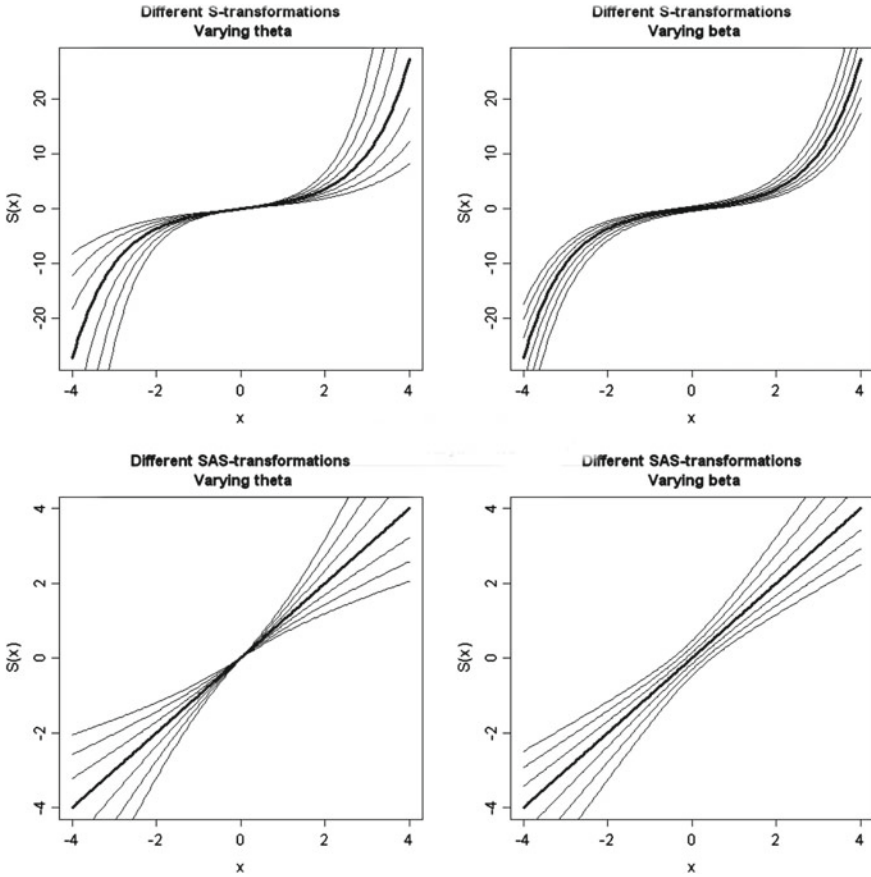 Different S-transformations
Varying theta
S(x)
20
10
0
-10
-20
-4
-2
0
2
4
x
Different S-transformations
Varying beta
S(x)
20
10
0
-10
-20
-4
-2
0
2
4
x
Different SAS-transformations
Varying theta
S(x)
4
2
0
-2
-4
-4
-2
0
2
4
x
Different SAS-transformations
Varying beta
S(x)
4
2
0
-2
-4
-4
-2
0
2
4
x